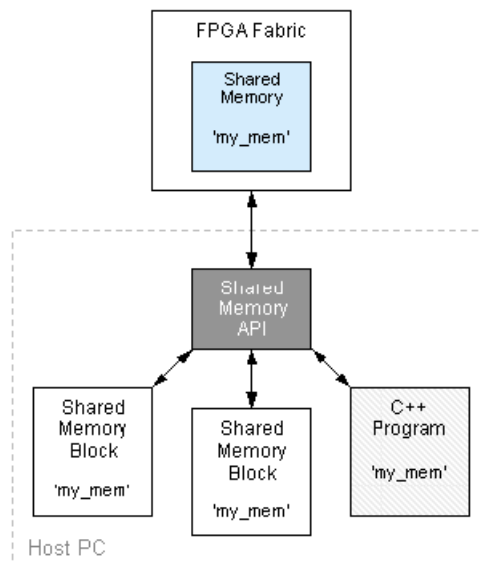 FPGA Fabric
Shared
Memory
'my_mem'
Shared
Memory
API
Shared
Memory
Block
'my_mem'
Shared
Memory
Block
'my_mem'
C++
Program
'my_mem'
Host PC